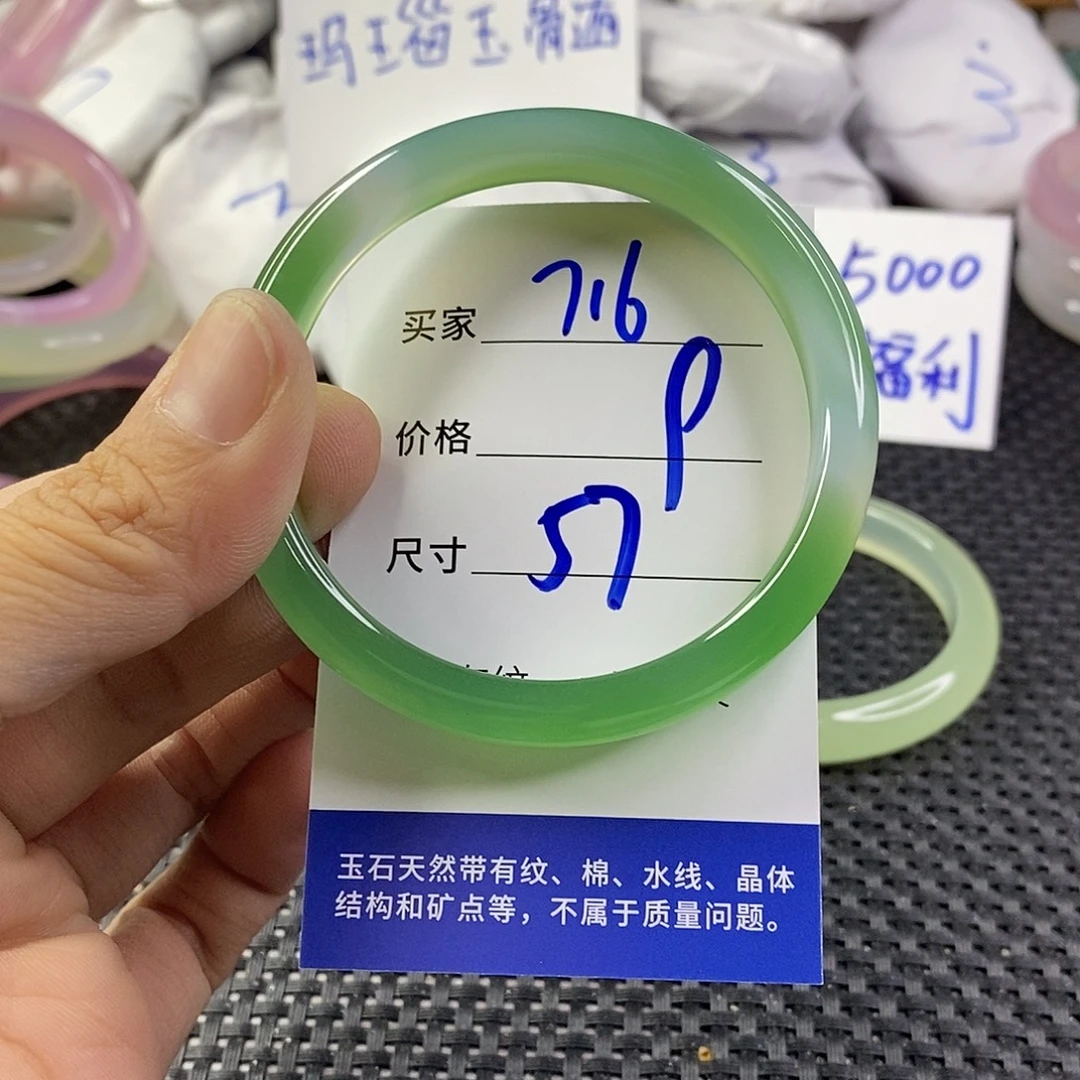 玛瑙玉骨髓
买家 716
价格 P
尺寸 57
5000
福利
玉石天然带有纹、棉、水线、晶体
结构和矿点等，不属于质量问题。